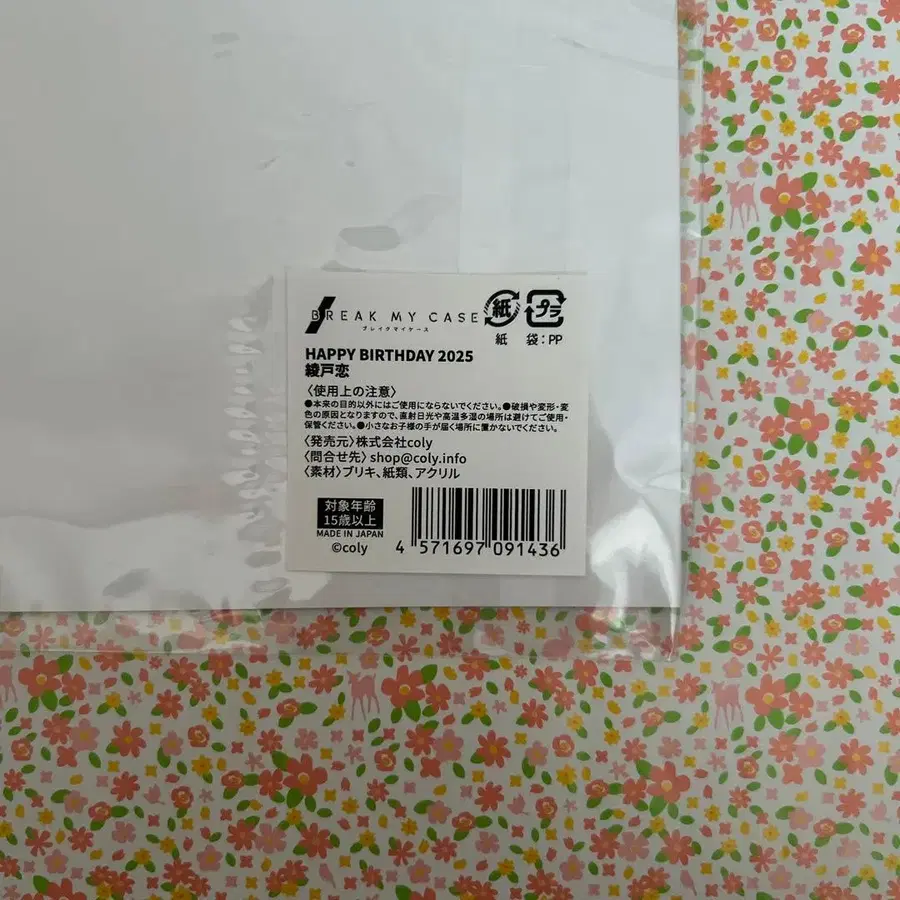 BREAK MY CASE
ブレイクマイケース
紙
プラ
紙 袋:PP
HAPPY BIRTHDAY 2025
綾戸恋
〈使用上の注意〉
●本来の目的以外にはご使用にならないでください。●破損や変形・変
色の原因となりますので、直射日光や高温多湿の場所は避けてご使用・
保管ください。●小さなお子様の手が届く場所に置かないでください。
〈発売元〉株式会社coly
〈問合せ先〉shop@coly.info
〈素材〉ブリキ、紙類、アクリル
対象年齢
15歳以上
MADE IN JAPAN
©coly
4 571697 091436